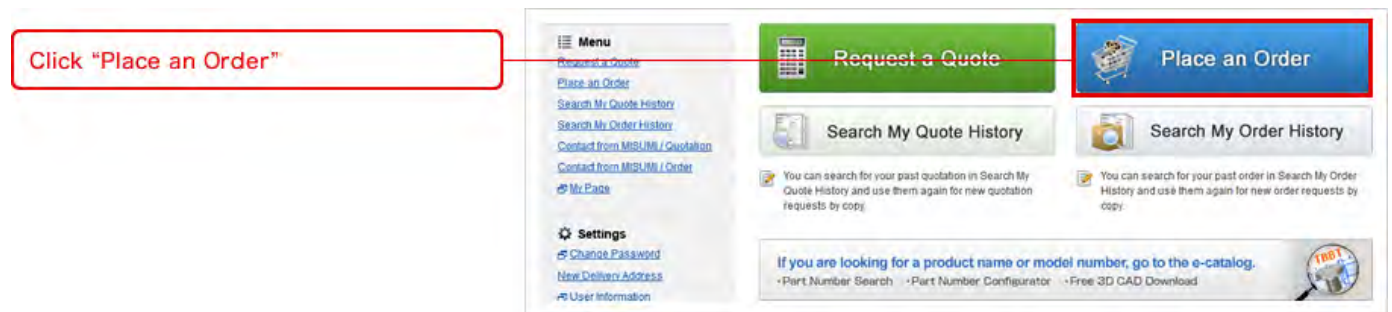 Click “Place an Order”
Menu
Request a Quote
Place an Order
Search My Quote History
Search My Order History
Contact from MISUMI / Quotation
Contact from MISUMI / Order
My Page
Settings
Change Password
New Delivery Address
User Information
Request a Quote
Place an Order
Search My Quote History
Search My Order History
You can search for your past quotation in Search My
Quote History and use them again for new quotation
requests by copy.
You can search for your past order in Search My Order
History and use them again for new order requests by
copy.
If you are looking for a product name or model number, go to the e-catalog.
・Part Number Search ・Part Number Configurator ・Free 3D CAD Download